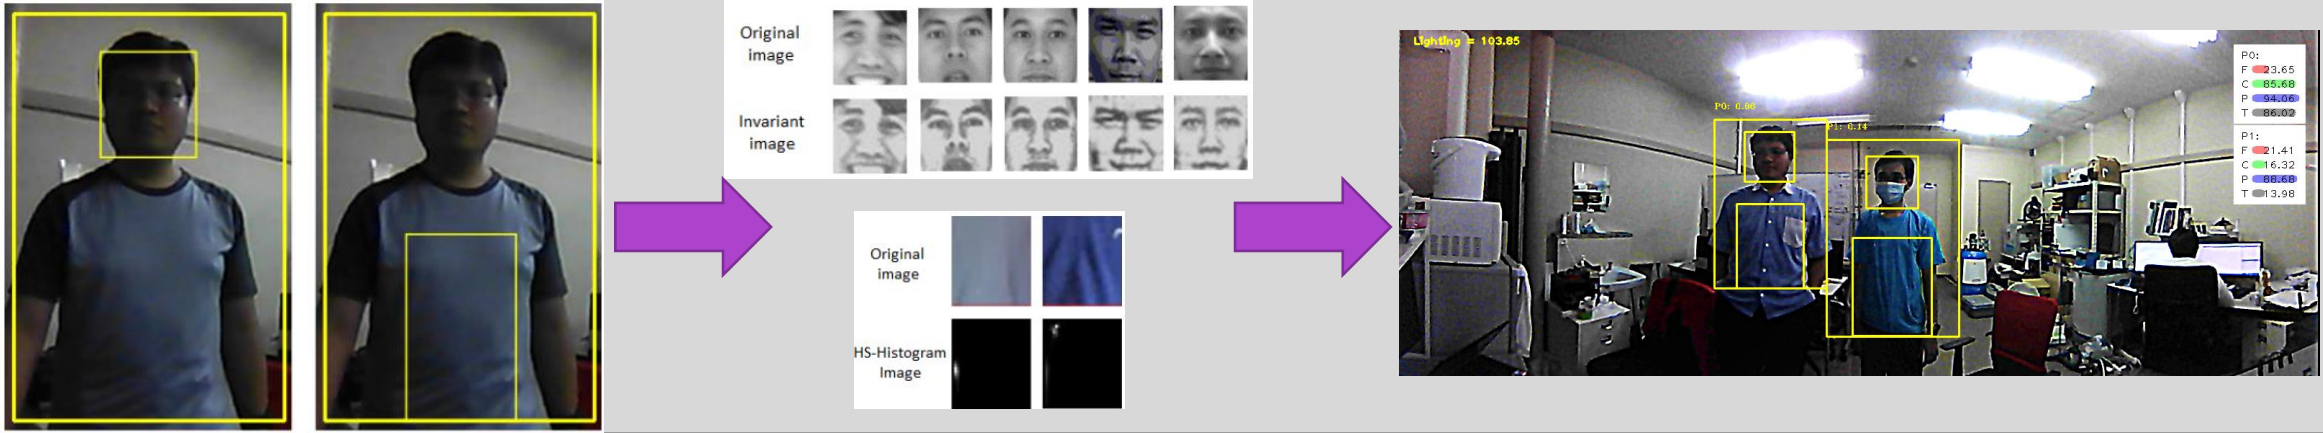 Original
image
Invariant
image
Original
image
HS-Histogram
Image
Lighting = 103.85
P0: 0.86
P1: 0.14
P0:
F 23.65
C 85.68
P 94.06
T 86.02
P1:
F 21.41
C 16.32
P 88.68
T 13.98